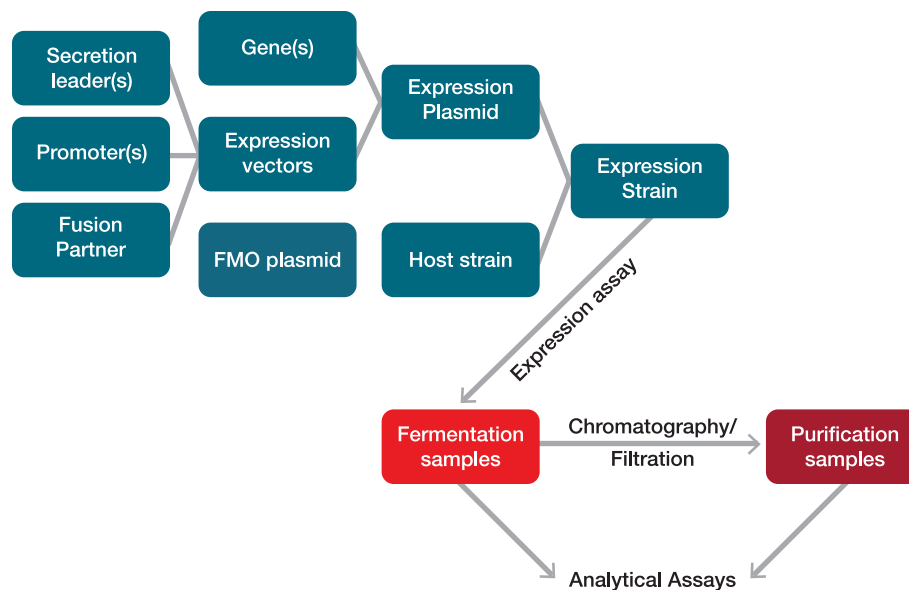 Secretion
leader(s)
Gene(s)
Expression
Plasmid
Promoter(s)
Expression
vectors
Expression
Strain
Fusion
Partner
FMO plasmid
Host strain
Expression assay
Fermentation
samples
Chromatography/
Filtration
Purification
samples
Analytical Assays